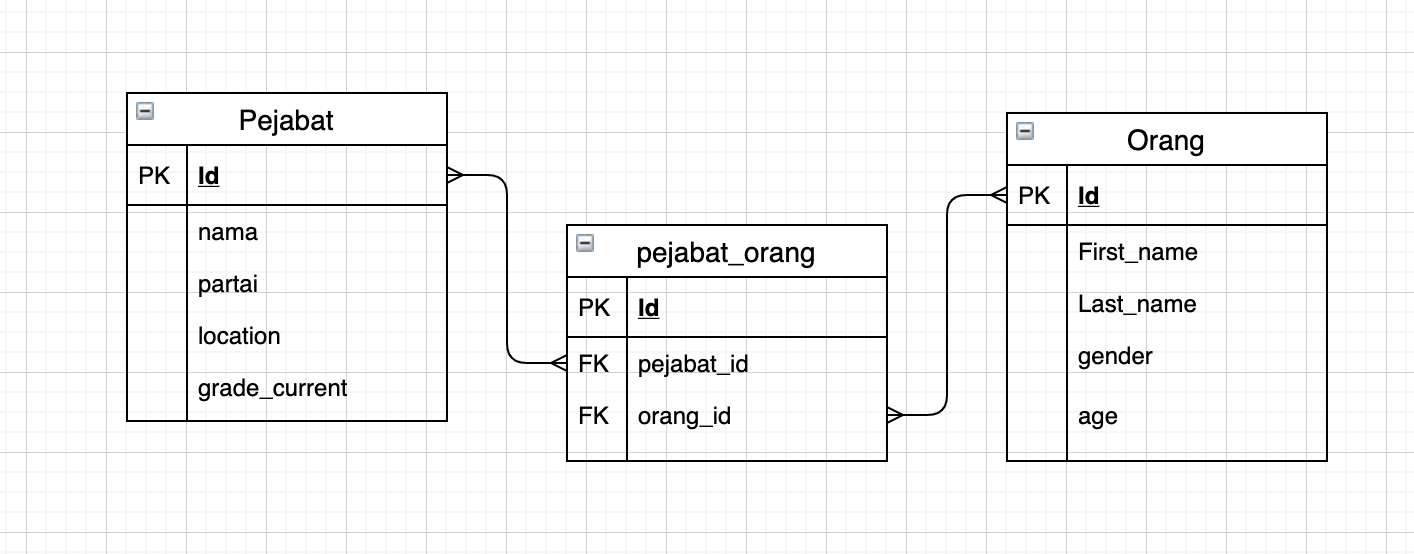 Pejabat
PK Id
nama
partai
location
grade_current
pejabat_orang
PK Id
FK pejabat_id
FK orang_id
Orang
PK Id
First_name
Last_name
gender
age